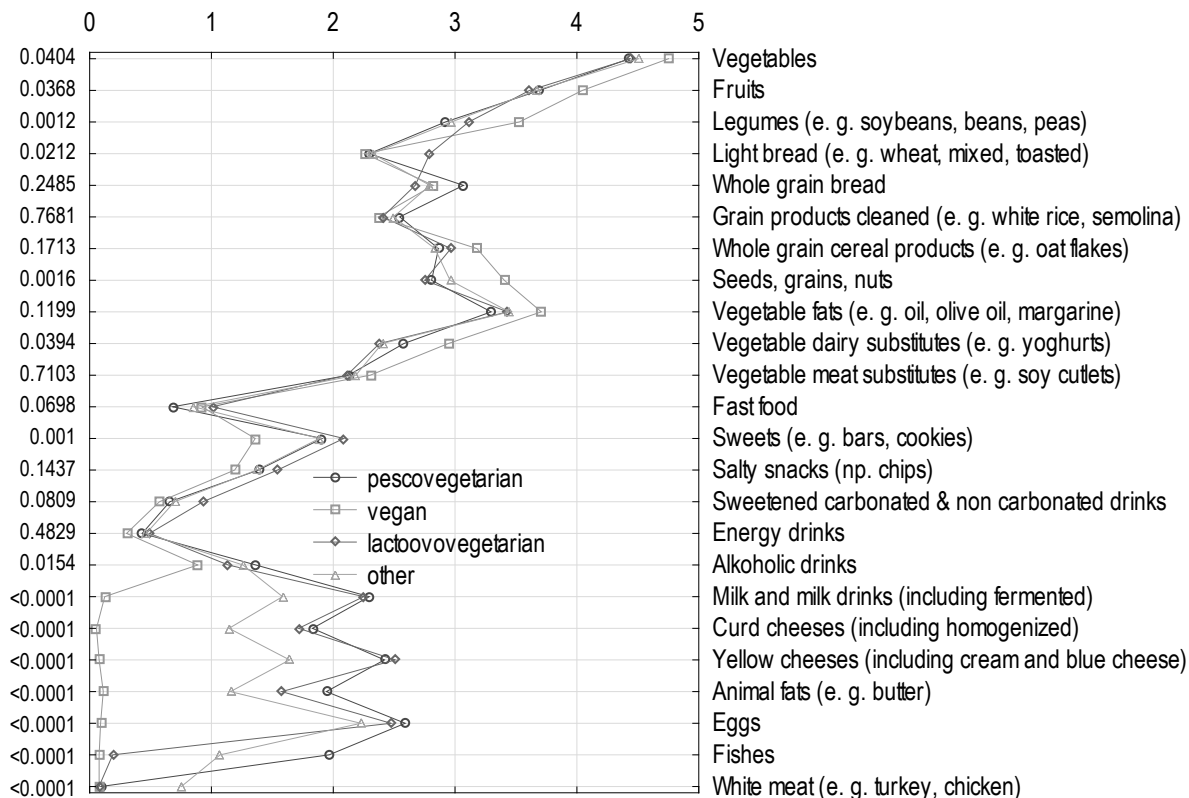 0 1 2 3 4 5
0.0404 Vegetables
0.0368 Fruits
0.0012 Legumes (e. g. soybeans, beans, peas)
0.0212 Light bread (e. g. wheat, mixed, toasted)
0.2485 Whole grain bread
0.7681 Grain products cleaned (e. g. white rice, semolina)
0.1713 Whole grain cereal products (e. g. oat flakes)
0.0016 Seeds, grains, nuts
0.1199 Vegetable fats (e. g. oil, olive oil, margarine)
0.0394 Vegetable dairy substitutes (e. g. yoghurts)
0.7103 Vegetable meat substitutes (e. g. soy cutlets)
0.0698 Fast food
0.001 Sweets (e. g. bars, cookies)
0.1437 Salty snacks (np. chips)
pescovegetarian
0.0809 Sweetened carbonated & non carbonated drinks
vegan
0.4829 Energy drinks
lactoovovegetarian
0.0154 Alkoholic drinks
other
<0.0001 Milk and milk drinks (including fermented)
<0.0001 Curd cheeses (including homogenized)
<0.0001 Yellow cheeses (including cream and blue cheese)
<0.0001 Animal fats (e. g. butter)
<0.0001 Eggs
<0.0001 Fishes
<0.0001 White meat (e. g. turkey, chicken)